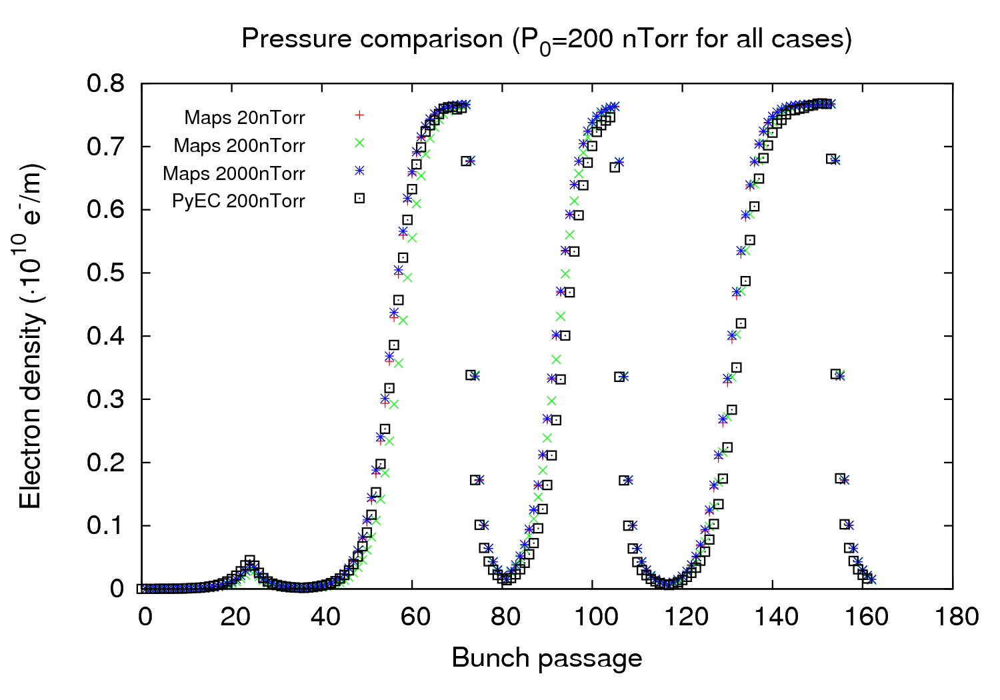 Pressure comparison (P0=200 nTorr for all cases)
0.8
0.7
0.6
0.5
0.4
0.3
0.2
0.1
0
Electron density (·10^10 e^-/m)
Maps 20nTorr
Maps 200nTorr
Maps 2000nTorr
PyEC 200nTorr
0 20 40 60 80 100 120 140 160 180
Bunch passage